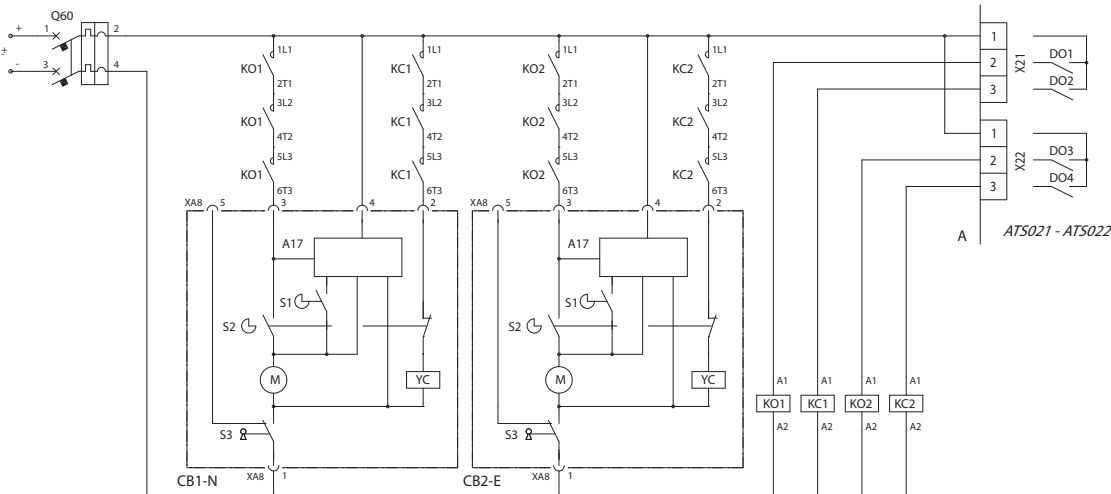 Q60
+ 1 2
±
- 3 4
1L1 1L1 1L1 1L1
KO1 KC1 KO2 KC2
2T1 2T1 2T1 2T1
3L2 3L2 3L2 3L2
KO1 KC1 KO2 KC2
4T2 4T2 4T2 4T2
5L3 5L3 5L3 5L3
KO1 KC1 KO2 KC2
6T3 6T3 6T3 6T3
XA8 5 3 4 2 XA8 5 3 4 2
A17 A17
S1 S1
S2 S2
M YC M YC
S3 S3
XA8 1 XA8 1
CB1-N CB2-E
1
2 X21 DO1
3 DO2
1
2 X22 DO3
3 DO4
A ATS021 - ATS022
A1 A1 A1 A1
KO1 KC1 KO2 KC2
A2 A2 A2 A2